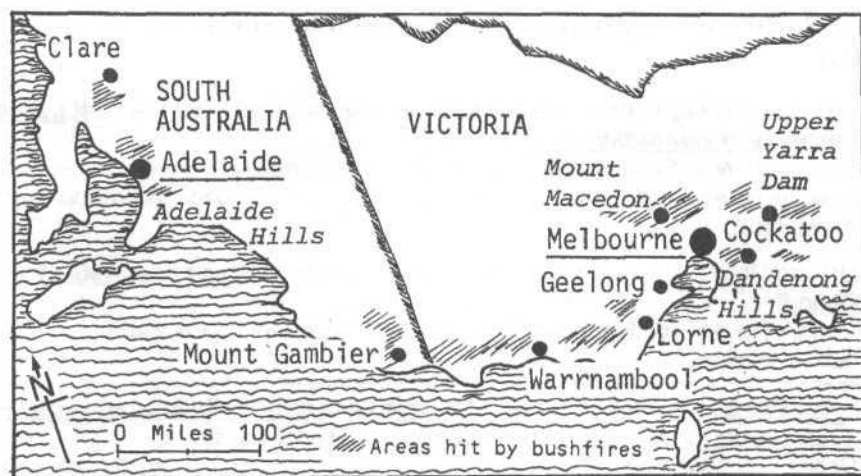 Clare
SOUTH
AUSTRALIA
VICTORIA
Upper
Yarra
Dam
Adelaide
Mount
Macedon
Adelaide
Hills
Melbourne
Cockatoo
Geelong
Dandenong
Hills
Lorne
Mount Gambier
Warrnambool
N
0 Miles 100
Areas hit by bushfires